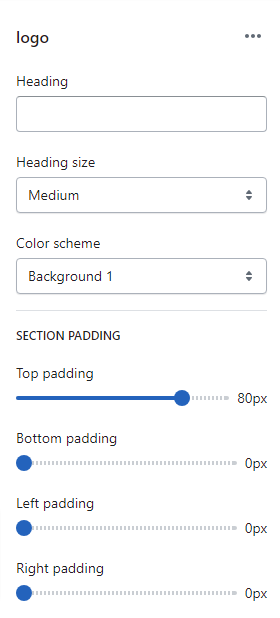 logo
Heading
Heading size
Medium
Color scheme
Background 1
SECTION PADDING
Top padding
80px
Bottom padding
0px
Left padding
0px
Right padding
0px